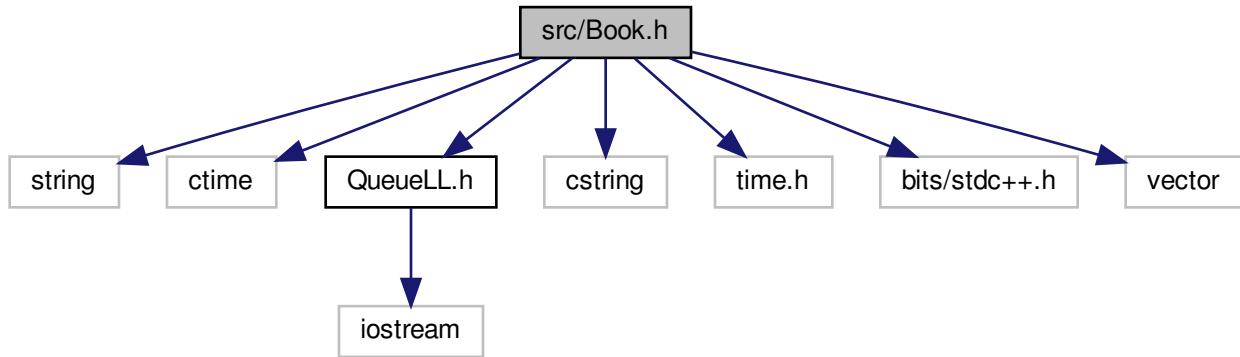 src/Book.h
string
ctime
QueueLL.h
cstring
time.h
bits/stdc++.h
vector
iostream